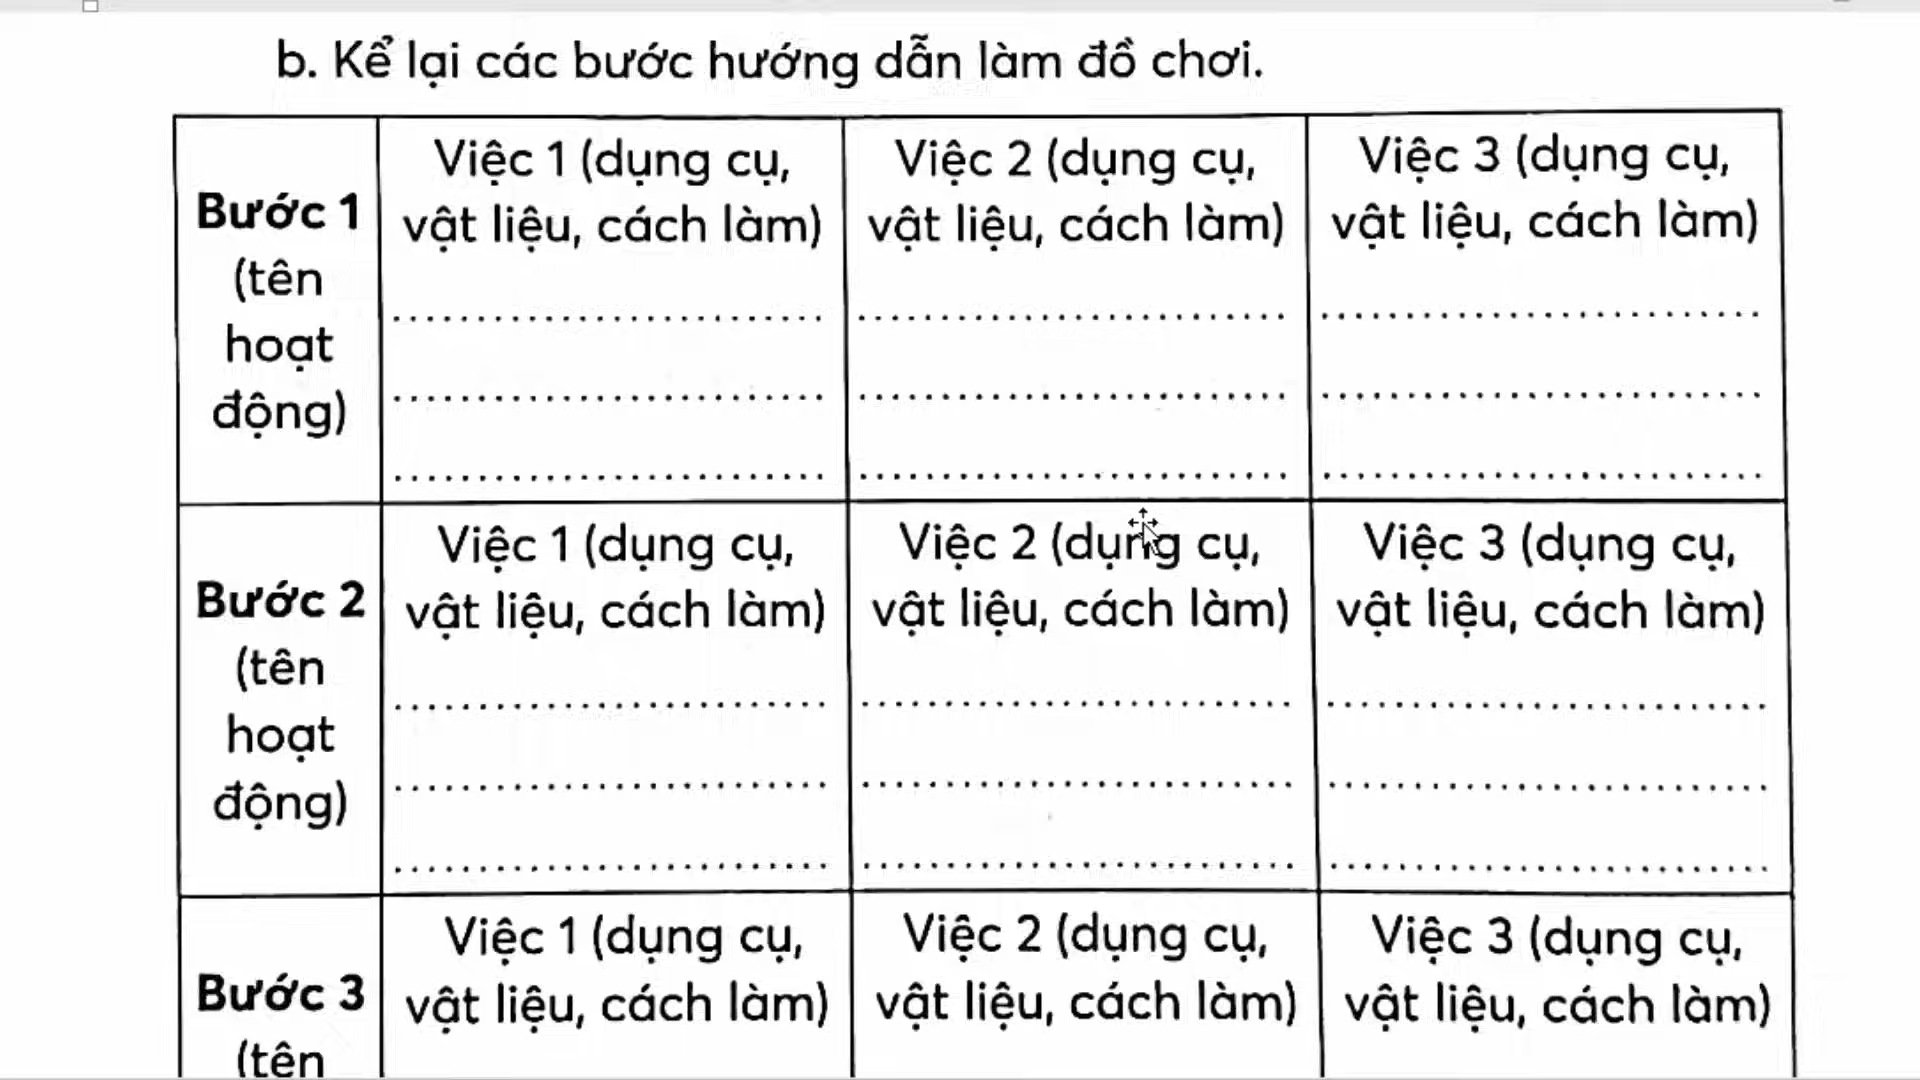 b. Kể lại các bước hướng dẫn làm đồ chơi.
Bước 1
(tên
hoạt
động)
Việc 1 (dụng cụ,
vật liệu, cách làm)
Việc 2 (dụng cụ,
vật liệu, cách làm)
Việc 3 (dụng cụ,
vật liệu, cách làm)
Bước 2
(tên
hoạt
động)
Việc 1 (dụng cụ,
vật liệu, cách làm)
Việc 2 (dụng cụ,
vật liệu, cách làm)
Việc 3 (dụng cụ,
vật liệu, cách làm)
Bước 3
(tên
Việc 1 (dụng cụ,
vật liệu, cách làm)
Việc 2 (dụng cụ,
vật liệu, cách làm)
Việc 3 (dụng cụ,
vật liệu, cách làm)